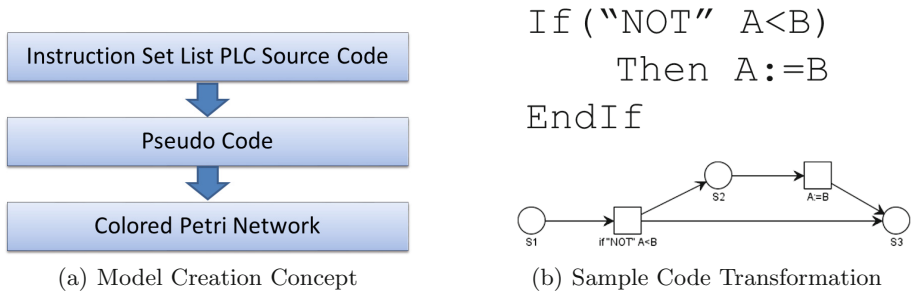 Instruction Set List PLC Source Code
Pseudo Code
Colored Petri Network
(a) Model Creation Concept
If(“NOT” A<B)
Then A:=B
EndIf
S1
if "NOT" A<B
S2
A:=B
S3
(b) Sample Code Transformation